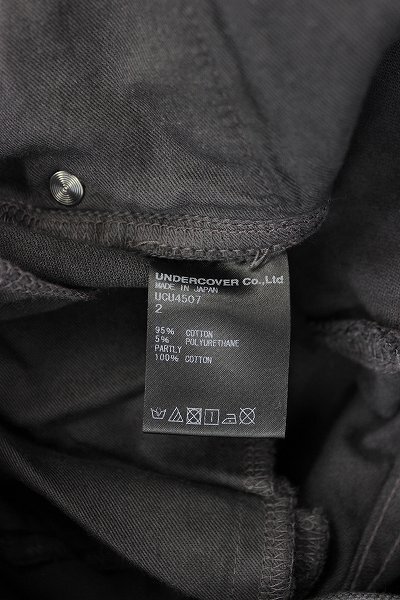 UNDERCOVER Co.,Ltd
MADE IN JAPAN
UCU4507
2
95% COTTON
5% POLYURETHANE
PARTLY
100% COTTON